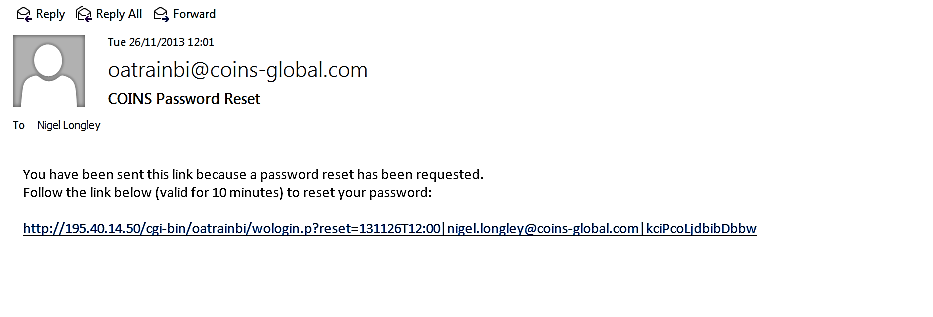 Reply Reply All Forward
Tue 26/11/2013 12:01
oatrainbi@coins-global.com
COINS Password Reset
To Nigel Longley
You have been sent this link because a password reset has been requested.
Follow the link below (valid for 10 minutes) to reset your password:
http://195.40.14.50/cgi-bin/oatrainbi/wologin.p?reset=131126T12:00|nigel.longley@coins-global.com|kciPcoLjdbibDbbw